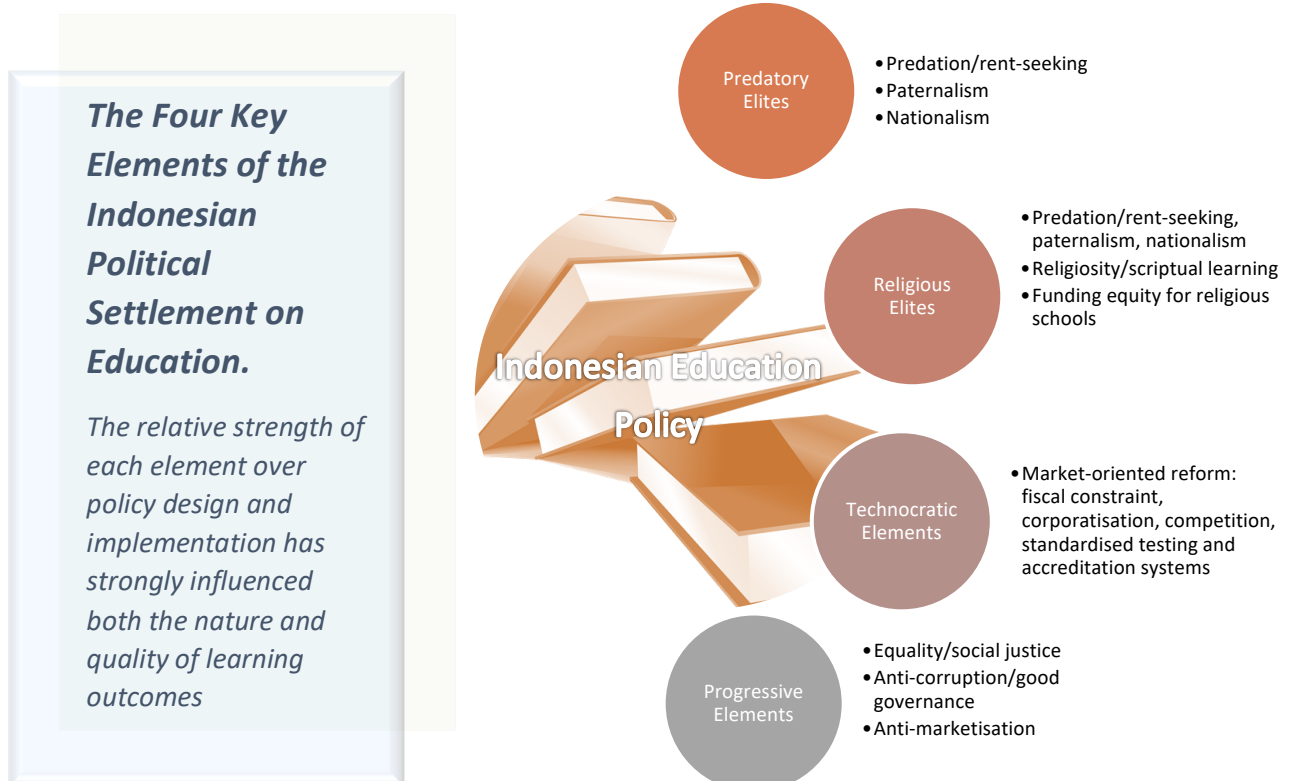 The Four Key
Elements of the
Indonesian
Political
Settlement on
Education.
The relative strength of
each element over
policy design and
implementation has
strongly influenced
both the nature and
quality of learning
outcomes
Indonesian Education
Policy
Predatory
Elites
•Predation/rent-seeking
•Paternalism
•Nationalism
Religious
Elites
•Predation/rent-seeking,
paternalism, nationalism
•Religiosity/scriptual learning
•Funding equity for religious
schools
Technocratic
Elements
•Market-oriented reform:
fiscal constraint,
corporatisation, competition,
standardised testing and
accreditation systems
Progressive
Elements
•Equality/social justice
•Anti-corruption/good
governance
•Anti-marketisation